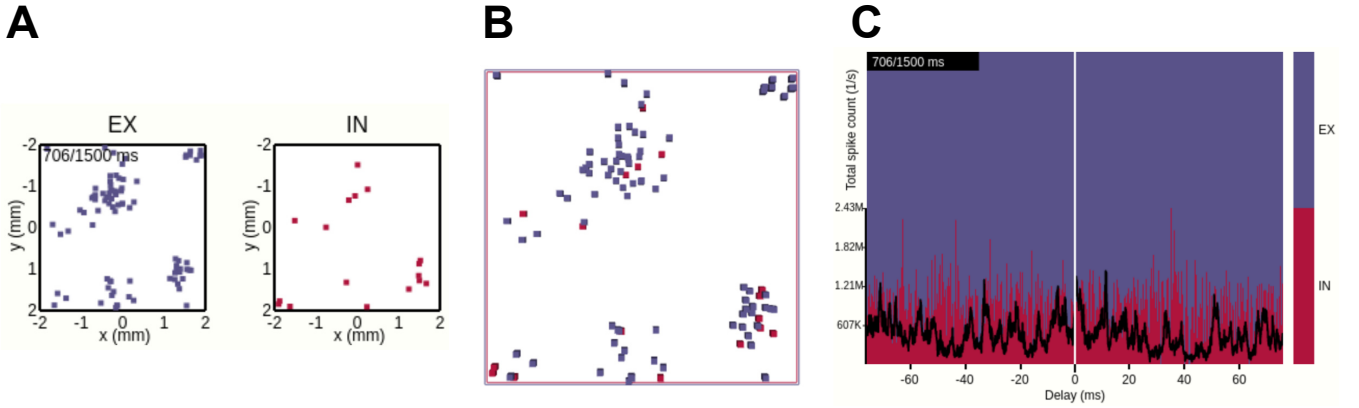 A
B
C
EX
IN
706/1500 ms
-2
-1
0
1
2
y (mm)
-2
-1
0
1
2
x (mm)
-2
-1
0
1
2
y (mm)
-2
-1
0
1
2
x (mm)
706/1500 ms
Total spike count (1/s)
2.43M
1.82M
1.21M
607K
-60
-40
-20
0
20
40
60
Delay (ms)
EX
IN